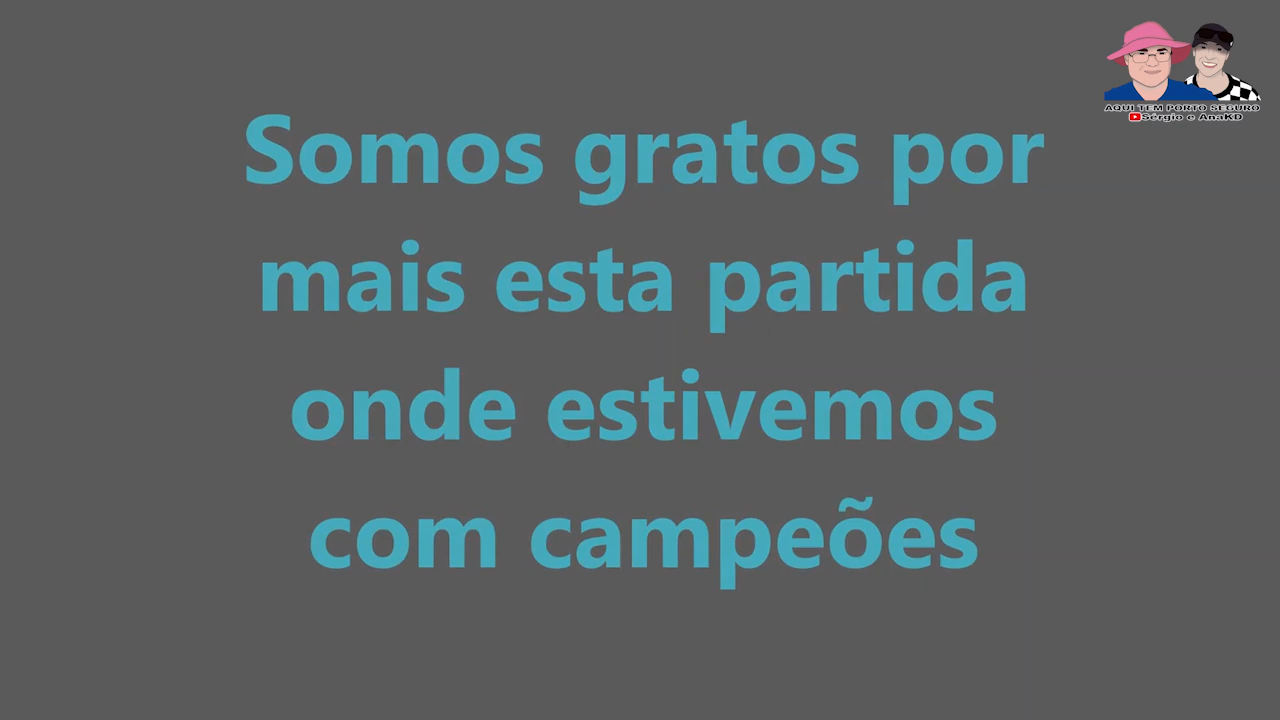 AQUI TEM PORTO SEGURO
Sérgio e AnaKD
Somos gratos por
mais esta partida
onde estivemos
com campeões